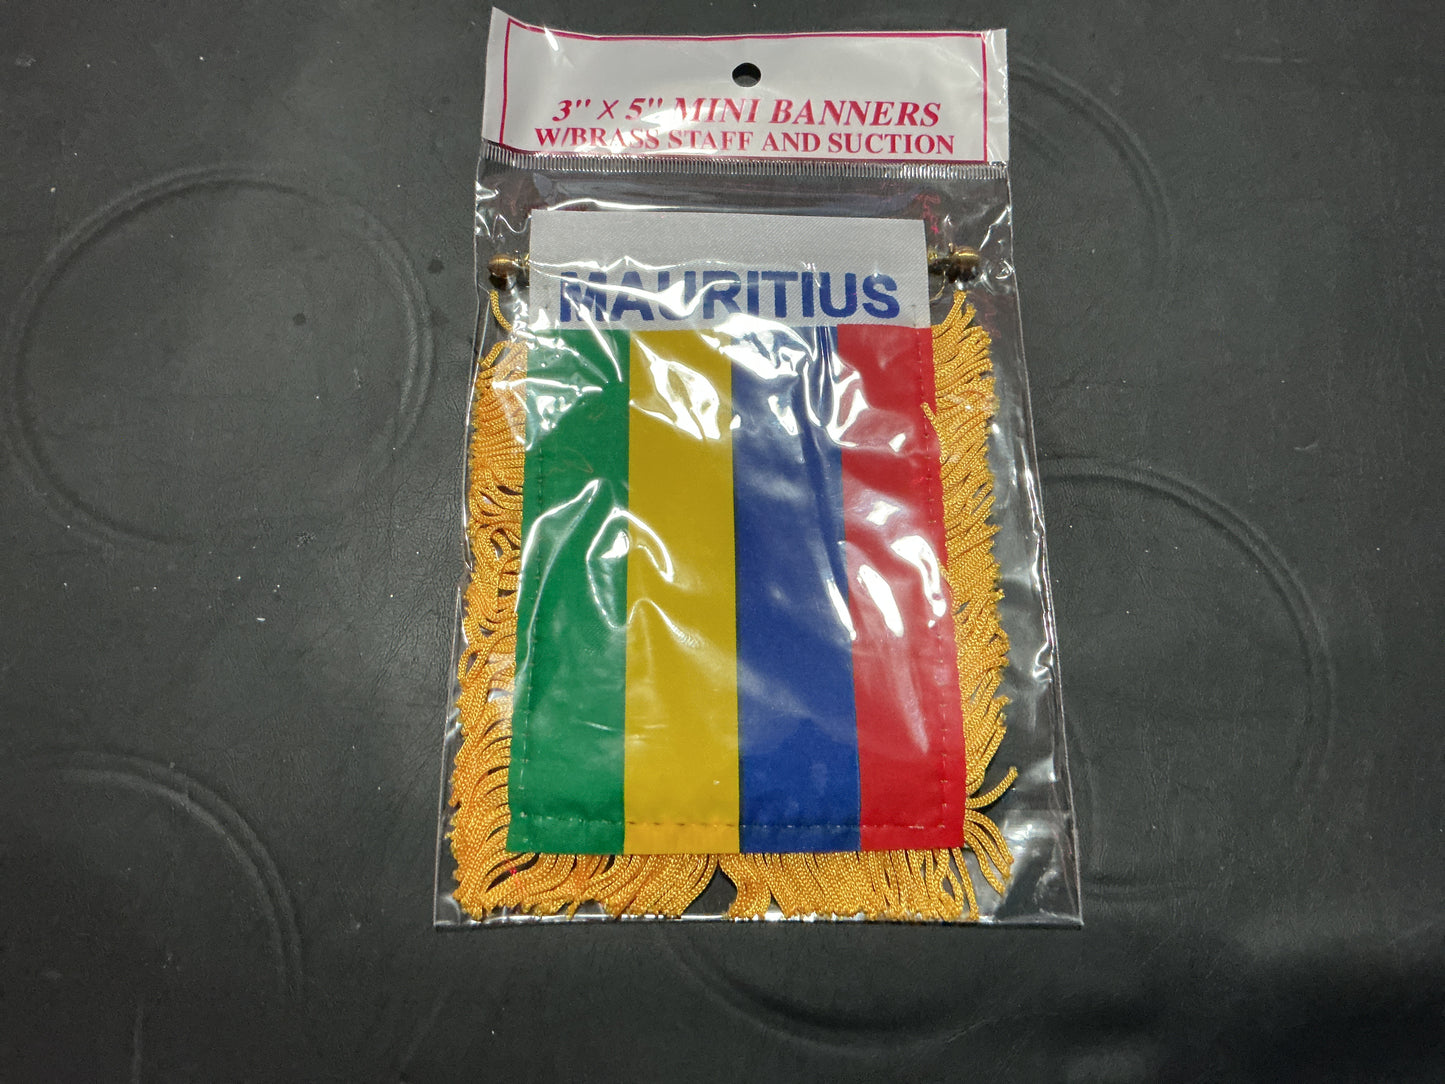 3" X 5" MINI BANNERS
W/BRASS STAFF AND SUCTION
MAURITIUS